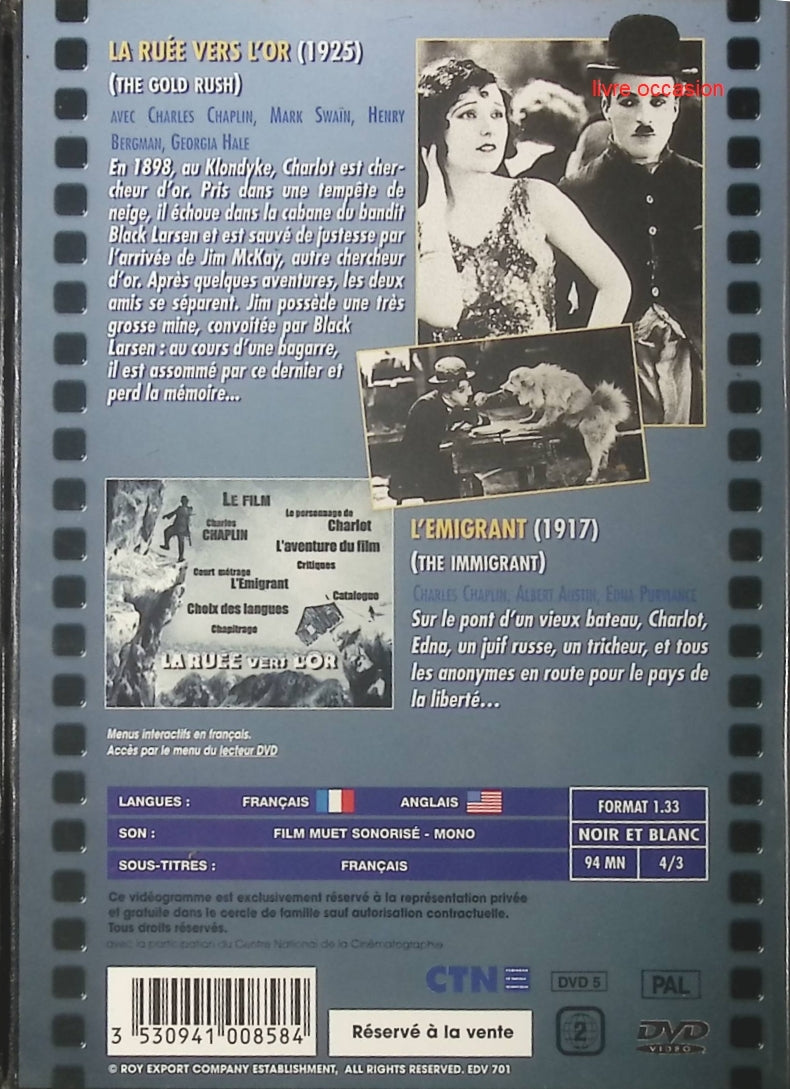 LA RUÉE VERS L'OR (1925)
(THE GOLD RUSH)
AVEC CHARLES CHAPLIN, MARK SWAÏN, HENRY
BERGMAN, GEORGIA HALE
En 1898, au Klondyke, Charlot est cher-
cheur d'or. Pris dans une tempête de
neige, il échoue dans la cabane du bandit
Black Larsen et est sauvé de justesse par
l'arrivée de Jim McKay, autre chercheur
d'or. Après quelques aventures, les deux
amis se séparent. Jim possède une très
grosse mine, convoitée par Black
Larsen : au cours d'une bagarre,
il est assommé par ce dernier et
perd la mémoire...
livre occasion
LE FILM
Charles
CHAPLIN
Le personnage de
Charlot
L'aventure du film
Critiques
Court métrage
L'Emigrant
Catalogue
Choix des langues
Chapitrage
LA RUÉE VERS L'OR
L'EMIGRANT (1917)
(THE IMMIGRANT)
CHARLES CHAPLIN, ALBERT AUSTIN, EDNA PURVIANCE
Sur le pont d'un vieux bateau, Charlot,
Edna, un juif russe, un tricheur, et tous
les anonymes en route pour le pays de
la liberté...
Menus interactifs en français.
Accès par le menu du lecteur DVD
LANGUES : FRANÇAIS ANGLAIS
SON : FILM MUET SONORISÉ - MONO
SOUS-TITRES : FRANÇAIS
FORMAT 1.33
NOIR ET BLANC
94 MN 4/3
Ce vidéogramme est exclusivement réservé à la représentation privée
et gratuite dans le cercle de famille sauf autorisation contractuelle.
Tous droits réservés.
avec la participation du Centre National de la Cinématographie
CTN
DVD 5
PAL
3 530941 008584
Réservé à la vente
2
DVD
VIDEO
© ROY EXPORT COMPANY ESTABLISHMENT, ALL RIGHTS RESERVED. EDV 701